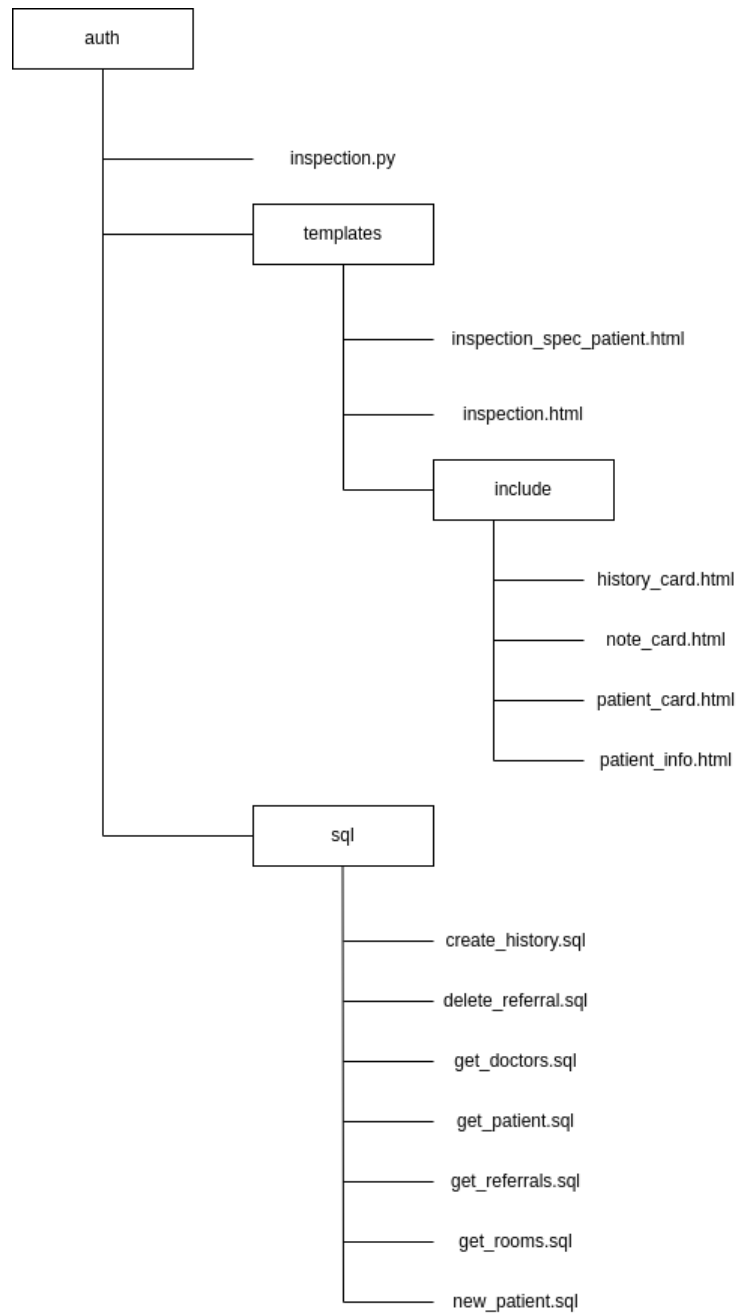 auth
inspection.py
templates
inspection_spec_patient.html
inspection.html
include
history_card.html
note_card.html
patient_card.html
patient_info.html
sql
create_history.sql
delete_referral.sql
get_doctors.sql
get_patient.sql
get_referrals.sql
get_rooms.sql
new_patient.sql